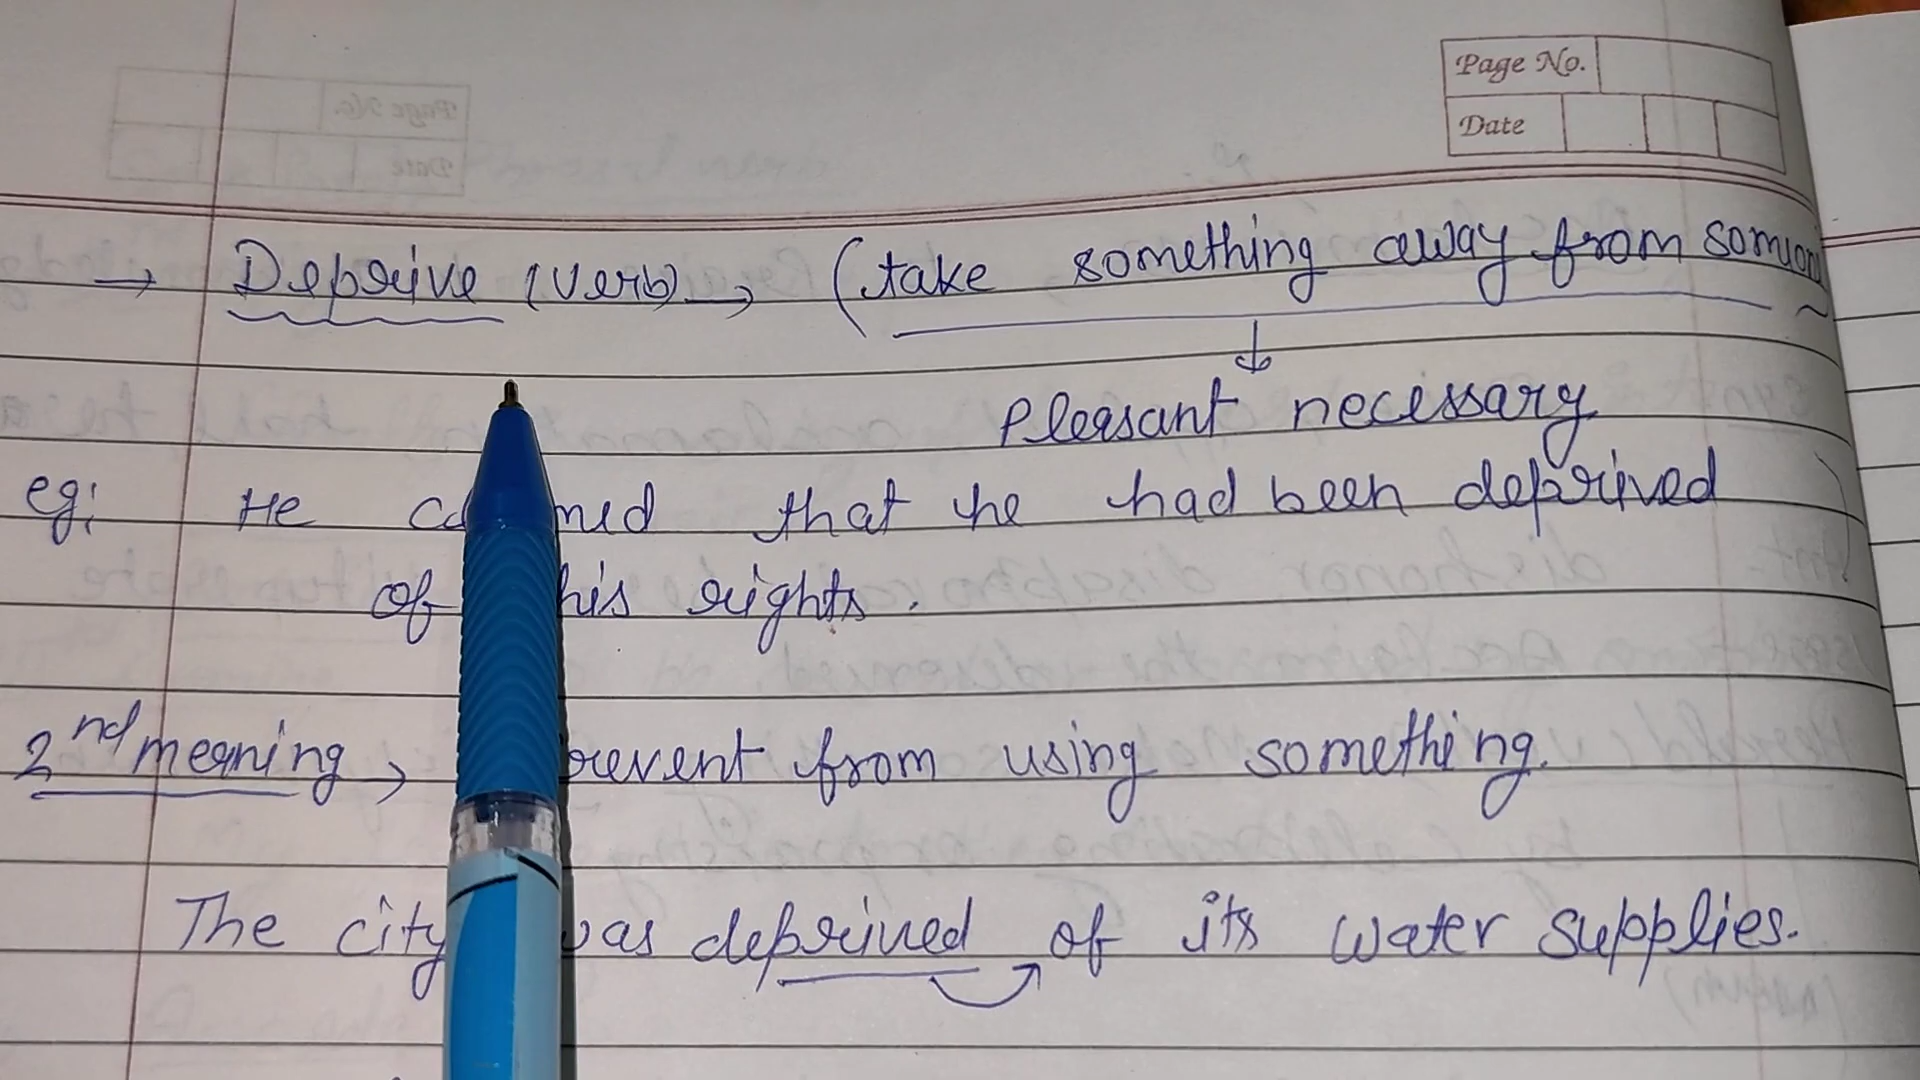 Page No.
Date
→ Deprive (verb) → (take something away from
↓
Pleasant necessary
eg: He that he had been deprived
of his rights.
2nd meaning → from using something.
The city deprived of its water supplies.